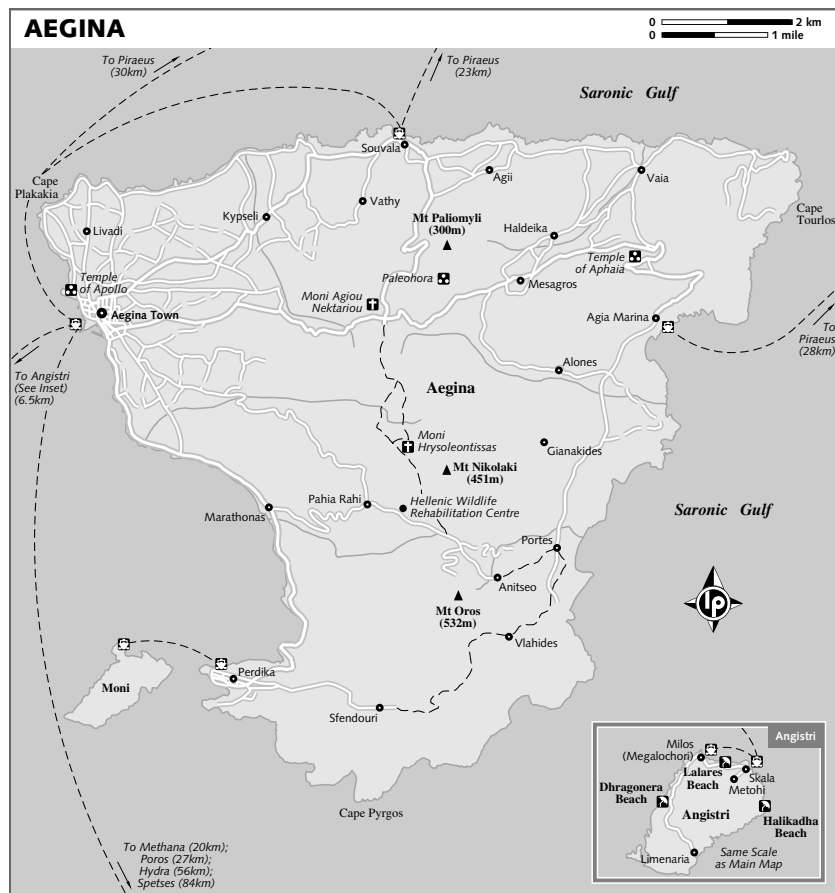 AEGINA
0 2 km
0 1 mile
To Piraeus
(30km)
To Piraeus
(23km)
Saronic Gulf
Souvala
Cape
Plakakia
Agii
Vaia
Vathy
Cape
Tourlos
Kypseli
Mt Paliomyli
(300m)
Livadi
Haldeika
Temple
of Aphaia
Temple
of Apollo
Paleohora
Mesagros
Moni Agiou
Nektariou
Aegina Town
Agia Marina
To
Piraeus
(28km)
To Angistri
(See Inset)
(6.5km)
Alones
Aegina
Moni
Hrysoleontissas
Gianakides
Mt Nikolaki
(451m)
Pahia Rahi
Hellenic Wildlife
Rehabilitation Centre
Marathonas
Saronic Gulf
Portes
Anitseo
lp
Mt Oros
(532m)
Vlahides
Moni
Perdika
Sfendouri
Cape Pyrgos
Angistri
Milos
(Megalochori)
Lalares
Beach
Skala
Metohi
Dhragonera
Beach
Angistri
Halikadha
Beach
Limenaria
Same Scale
as Main Map
To Methana (20km);
Poros (27km);
Hydra (56km);
Spetses (84km)